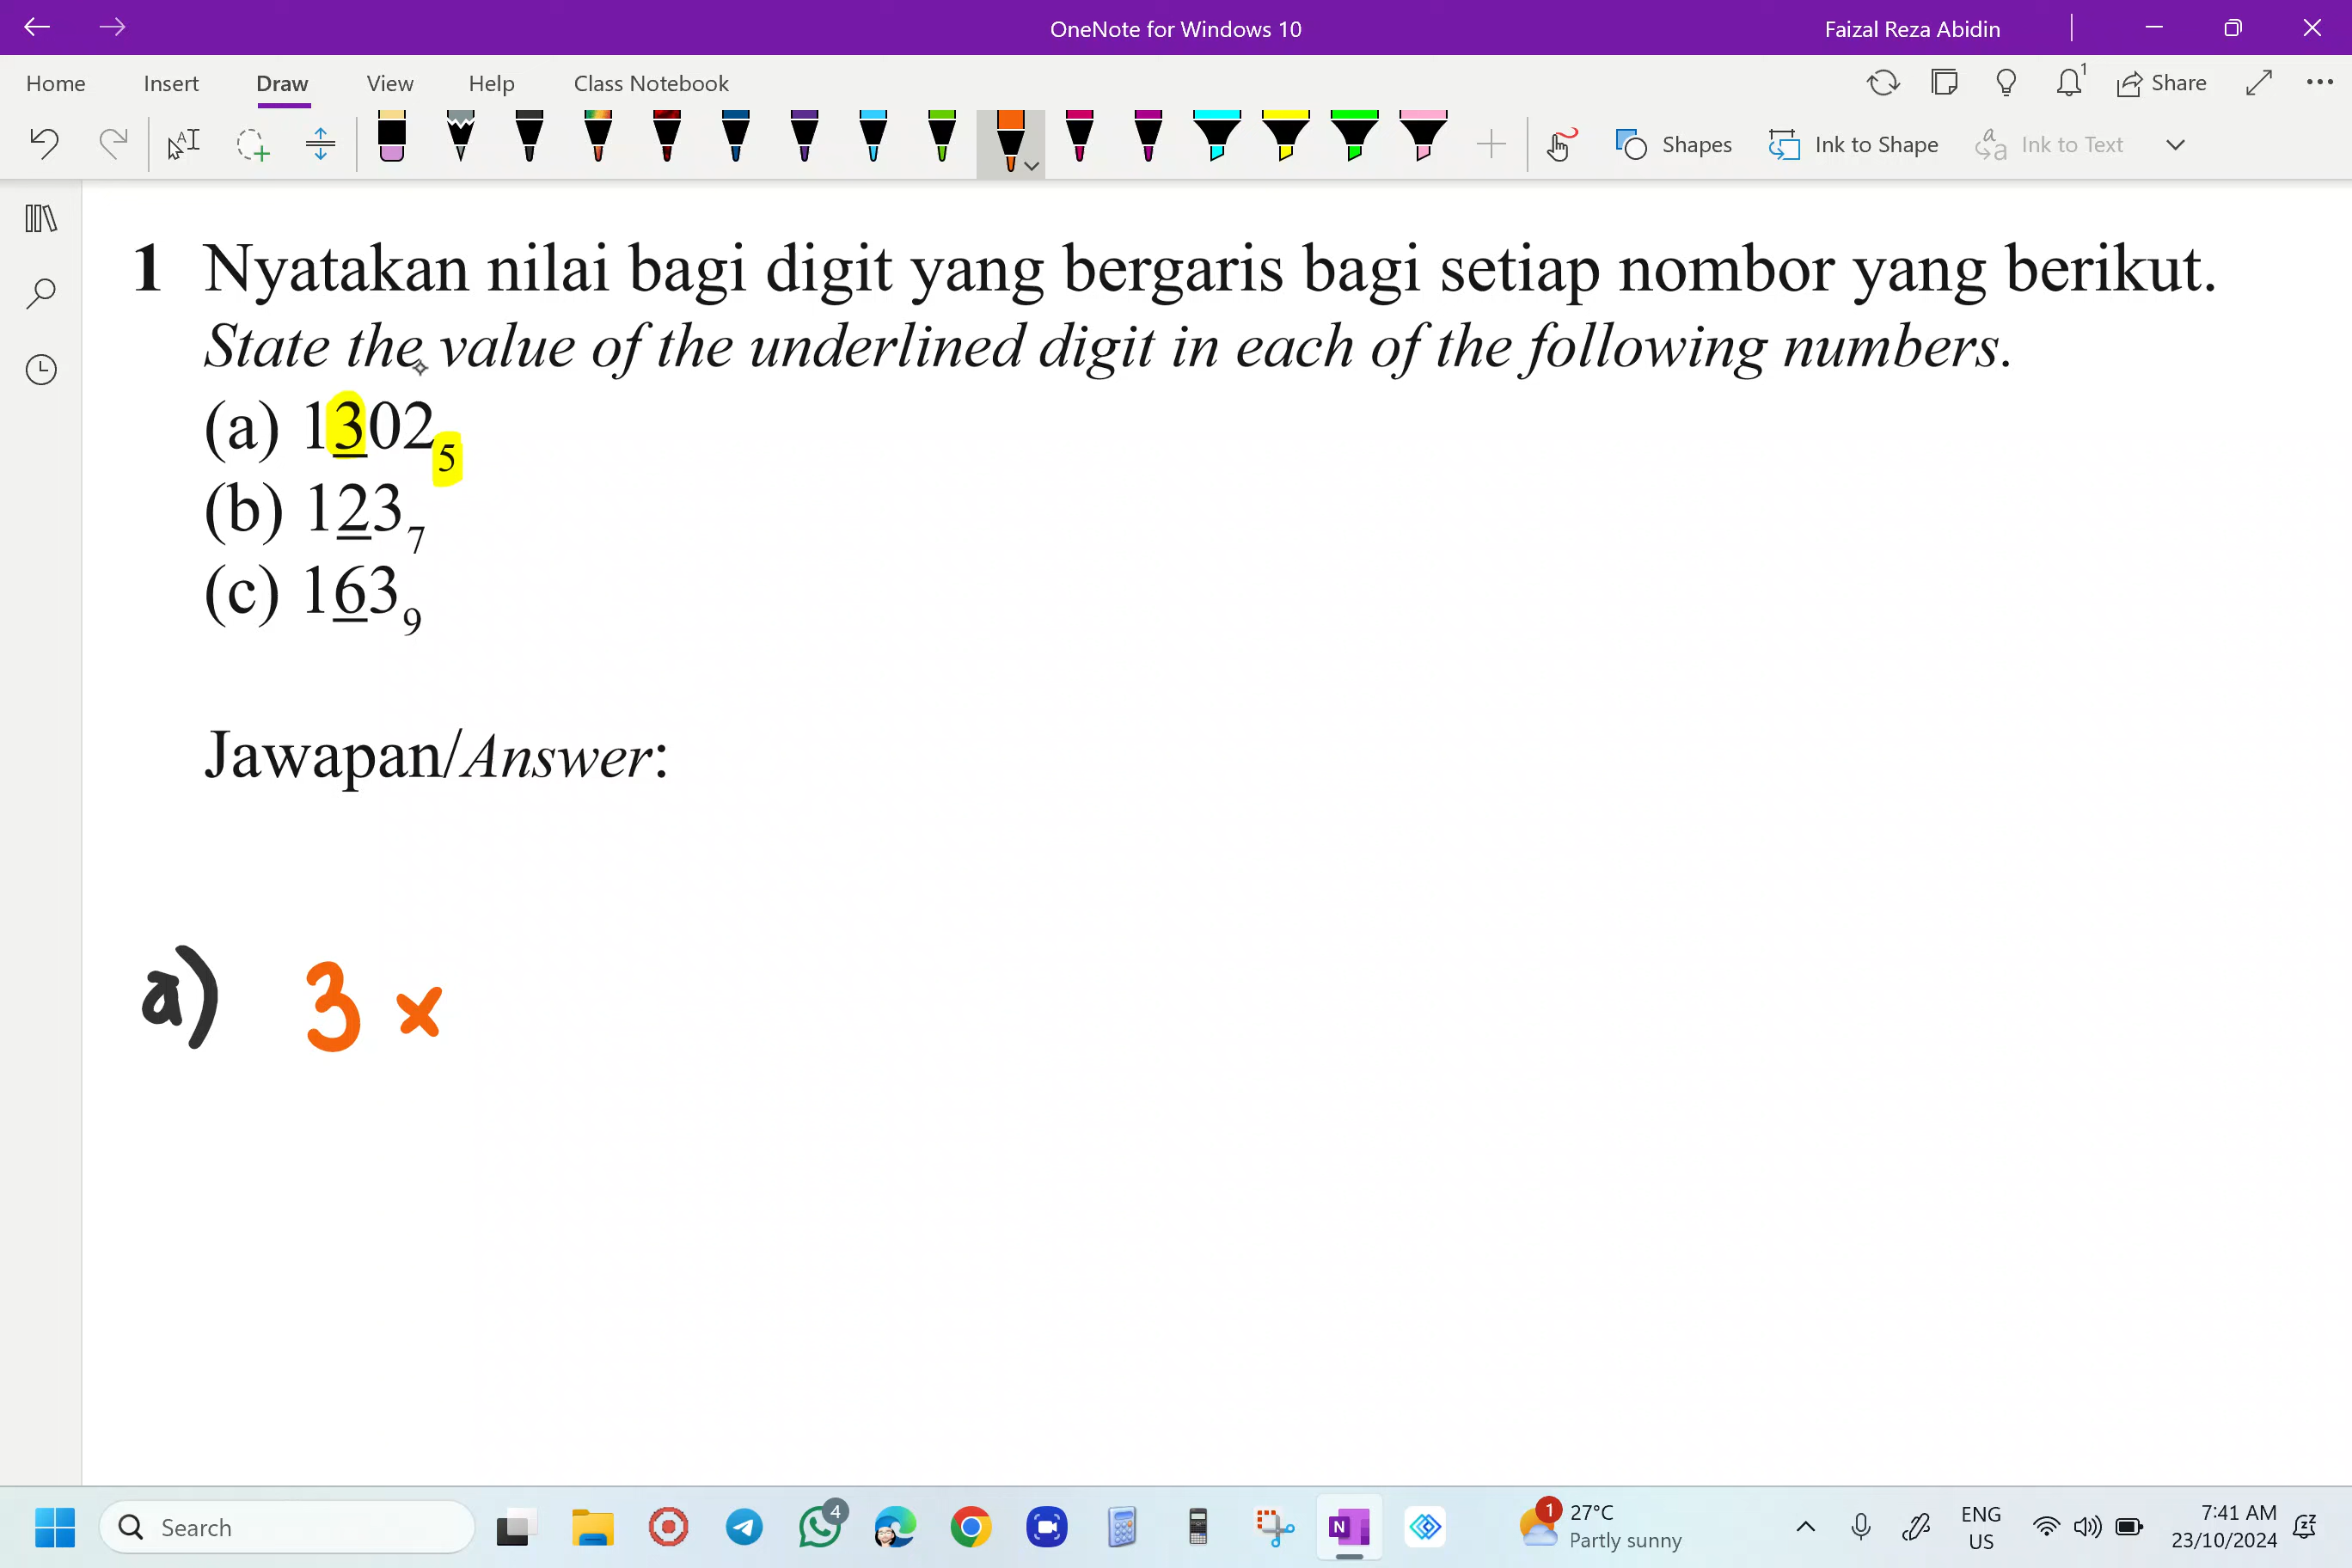 OneNote for Windows 10 Faizal Reza Abidin
Home Insert Draw View Help Class Notebook 1 Share
Shapes Ink to Shape Ink to Text
1 Nyatakan nilai bagi digit yang bergaris bagi setiap nombor yang berikut.
State the value of the underlined digit in each of the following numbers.
(a) 1302₅
(b) 123₇
(c) 163₉
Jawapan/Answer:
a) 3 ×
Search 4 N 1 27°C ENG 7:41 AM
Partly sunny US 23/10/2024